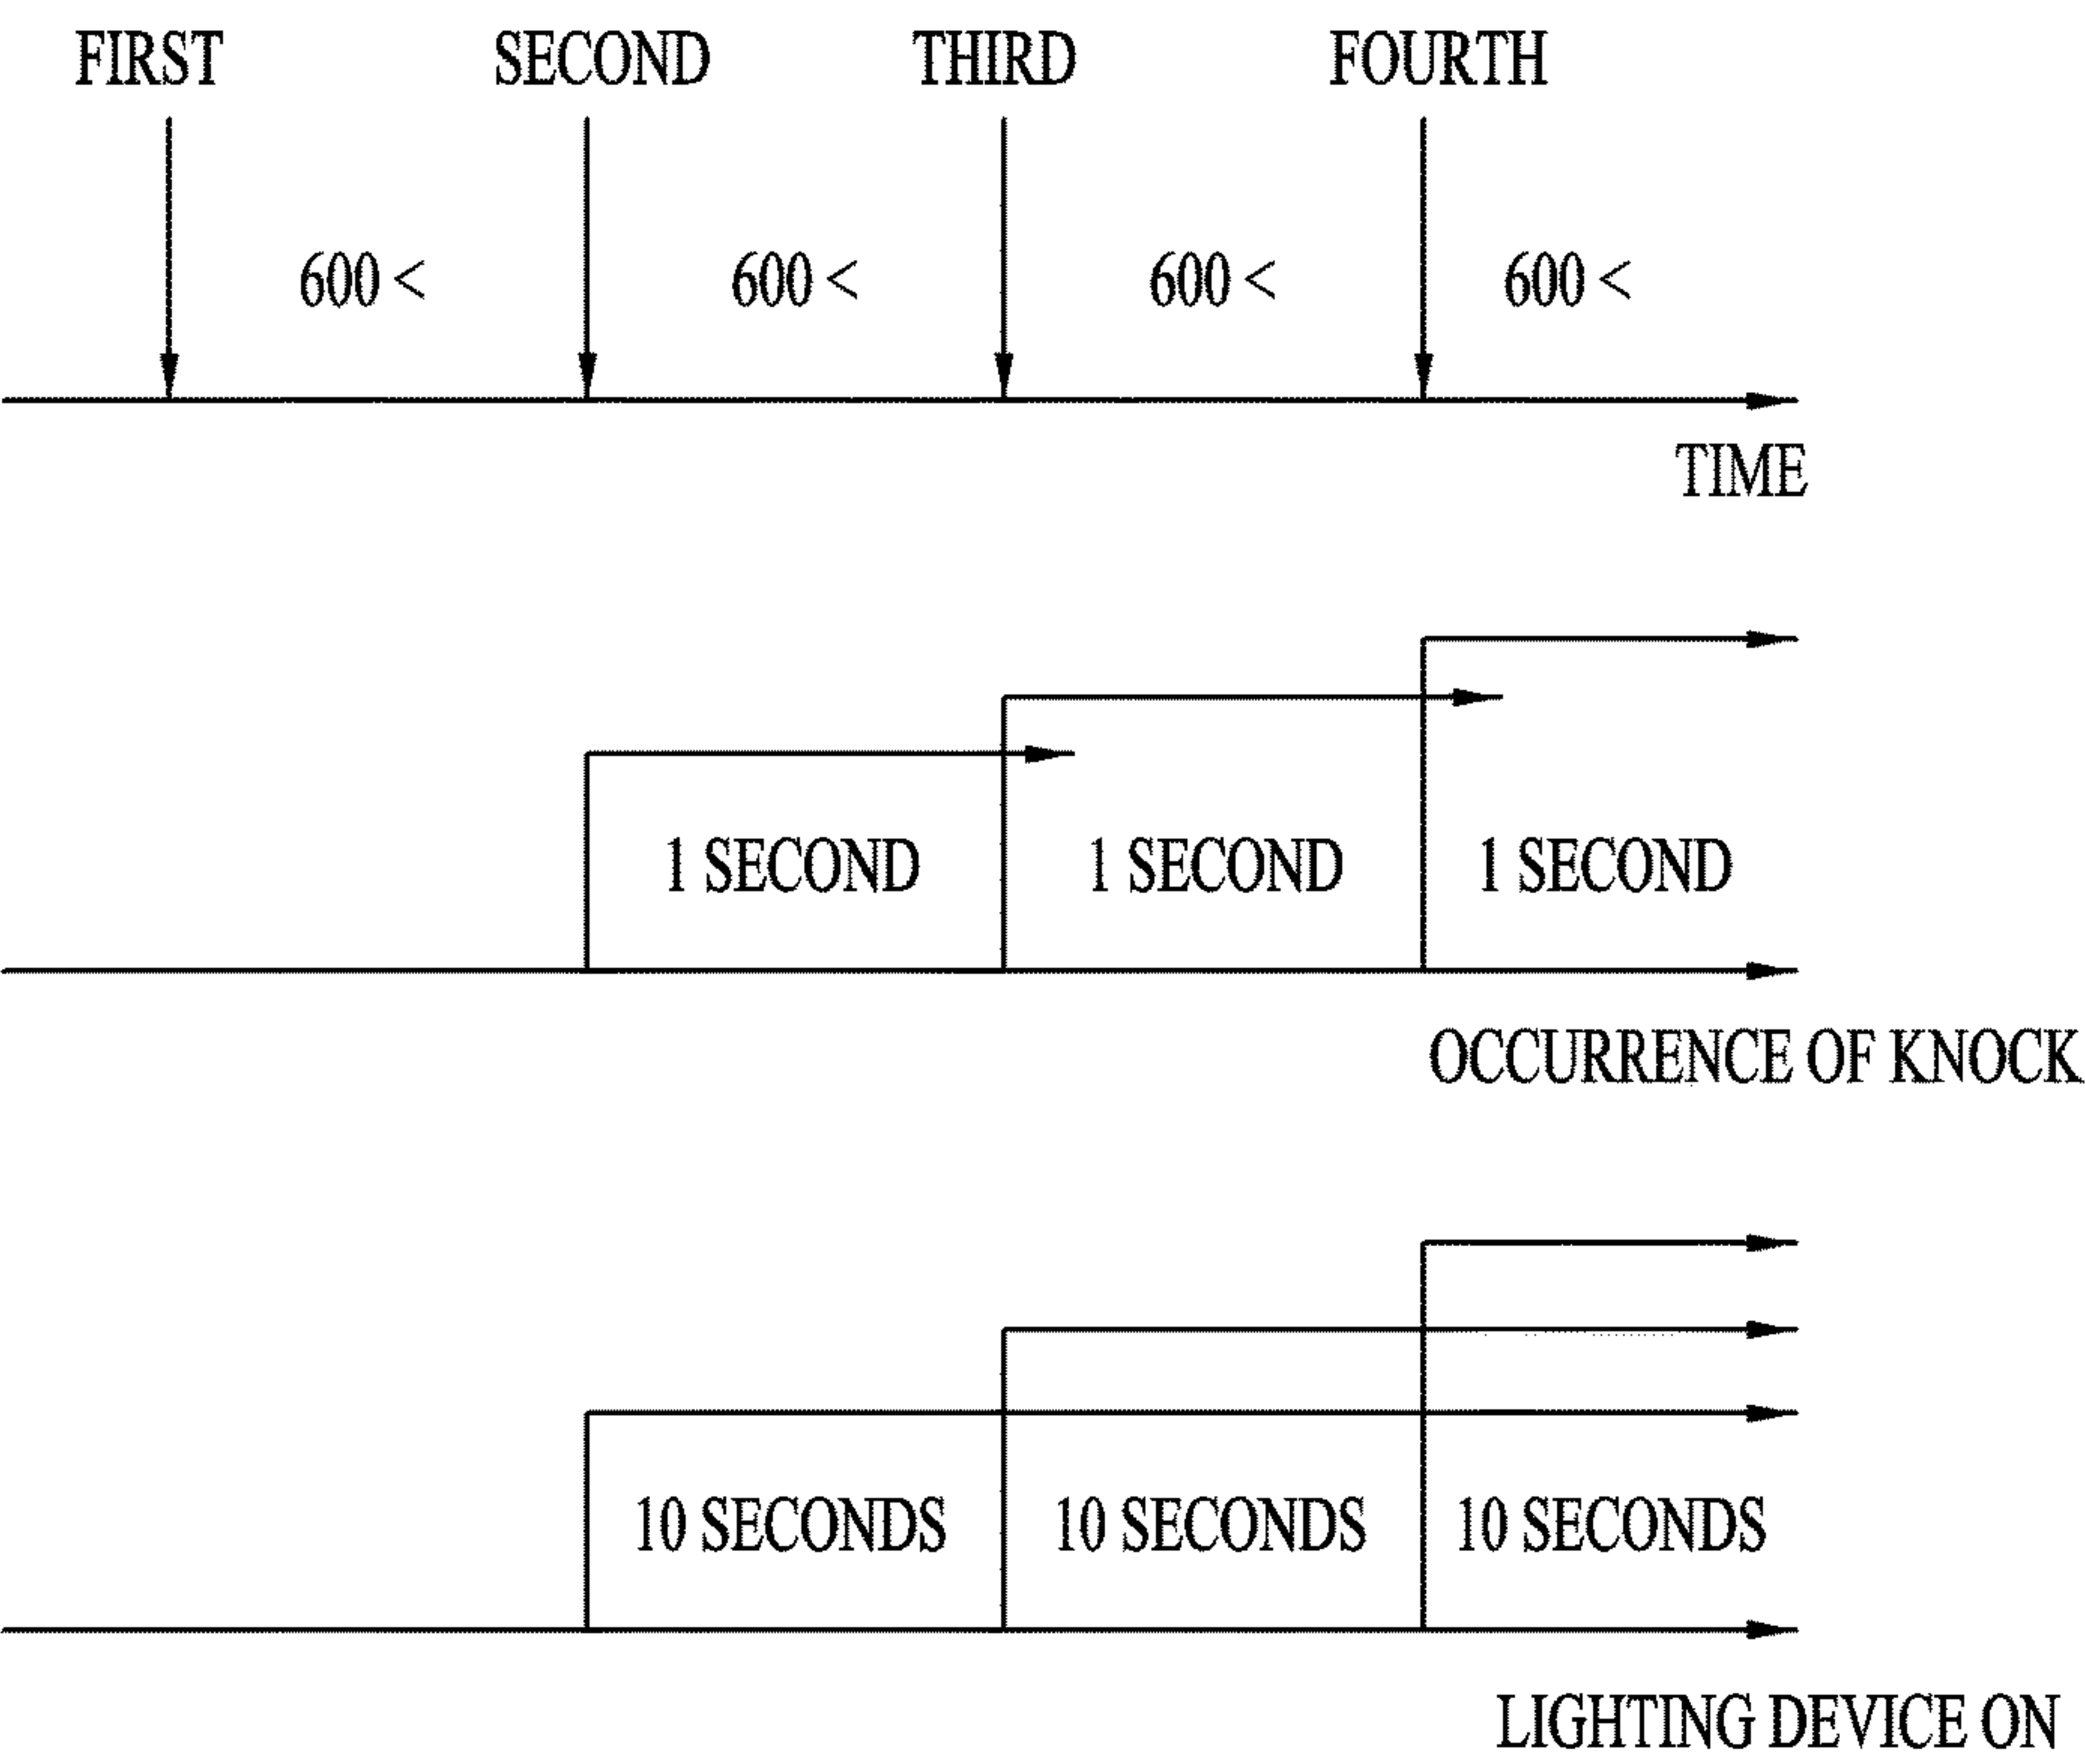 FIRST SECOND THIRD FOURTH
600 < 600 < 600 < 600 <
TIME
1 SECOND 1 SECOND 1 SECOND
OCCURRENCE OF KNOCK
10 SECONDS 10 SECONDS 10 SECONDS
LIGHTING DEVICE ON